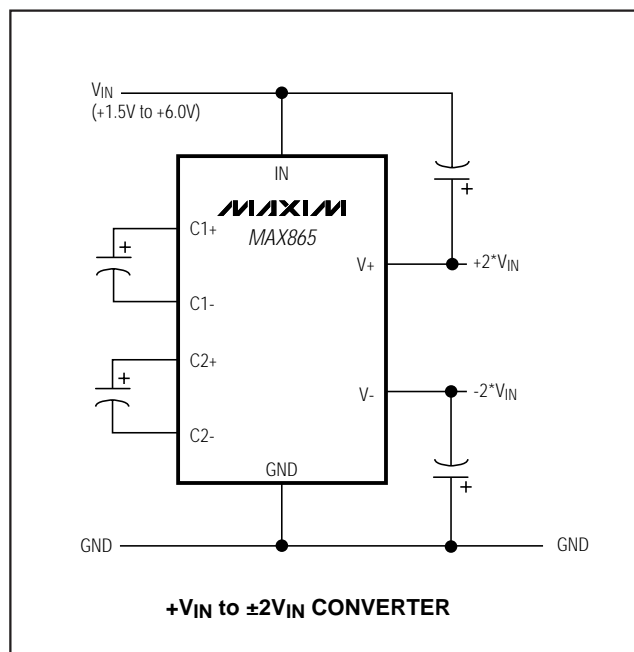 VIN
(+1.5V to +6.0V)
IN
MAXIM
MAX865
C1+
C1-
C2+
C2-
V+
V-
GND
+
+
+
+
+2*VIN
-2*VIN
GND
GND
+VIN to ±2VIN CONVERTER